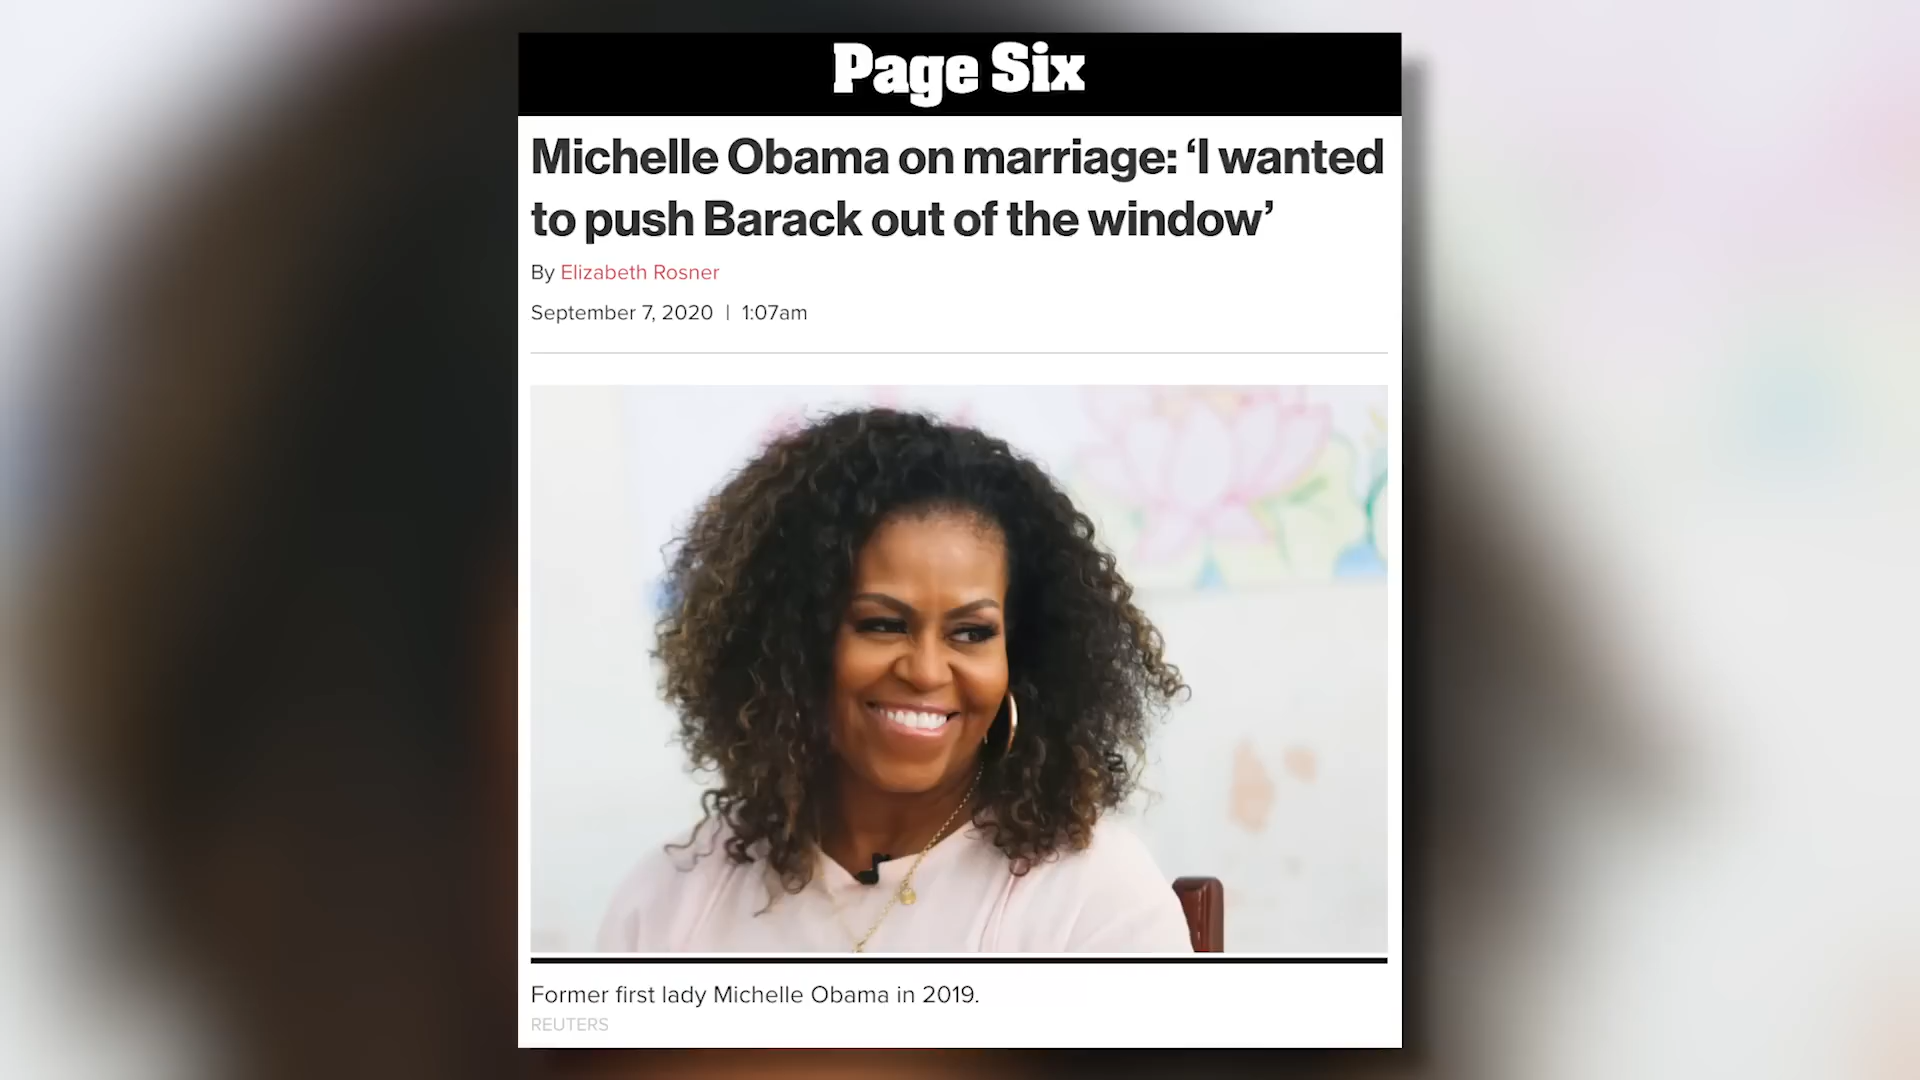 Page Six
Michelle Obama on marriage: ‘I wanted
to push Barack out of the window’
By Elizabeth Rosner
September 7, 2020 | 1:07am
Former first lady Michelle Obama in 2019.
REUTERS